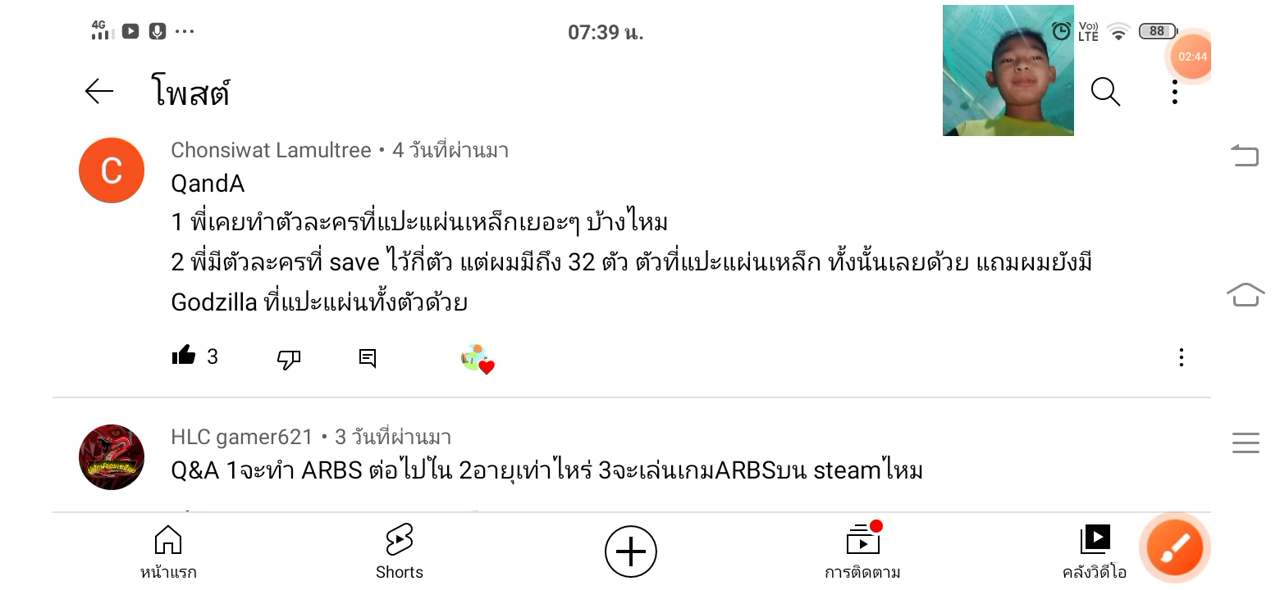 4G
07:39 น.
Vo))
LTE
88
02:44
โพสต์
C
Chonsiwat Lamultree • 4 วันที่ผ่านมา
QandA
1 พี่เคยทำตัวละครที่แปะแผ่นเหล็กเยอะๆ บ้างไหม
2 พี่มีตัวละครที่ save ไว้กี่ตัว แต่ผมมีถึง 32 ตัว ตัวที่แปะแผ่นเหล็ก ทั้งนั้นเลยด้วย แถมผมยังมี
Godzilla ที่แปะแผ่นทั้งตัวด้วย
3
HLC gamer621 • 3 วันที่ผ่านมา
Q&A 1จะทำ ARBS ต่อไปไน 2อายุเท่าไหร่ 3จะเล่นเกมARBSบน steamไหม
หน้าแรก
Shorts
การติดตาม
คลังวิดีโอ